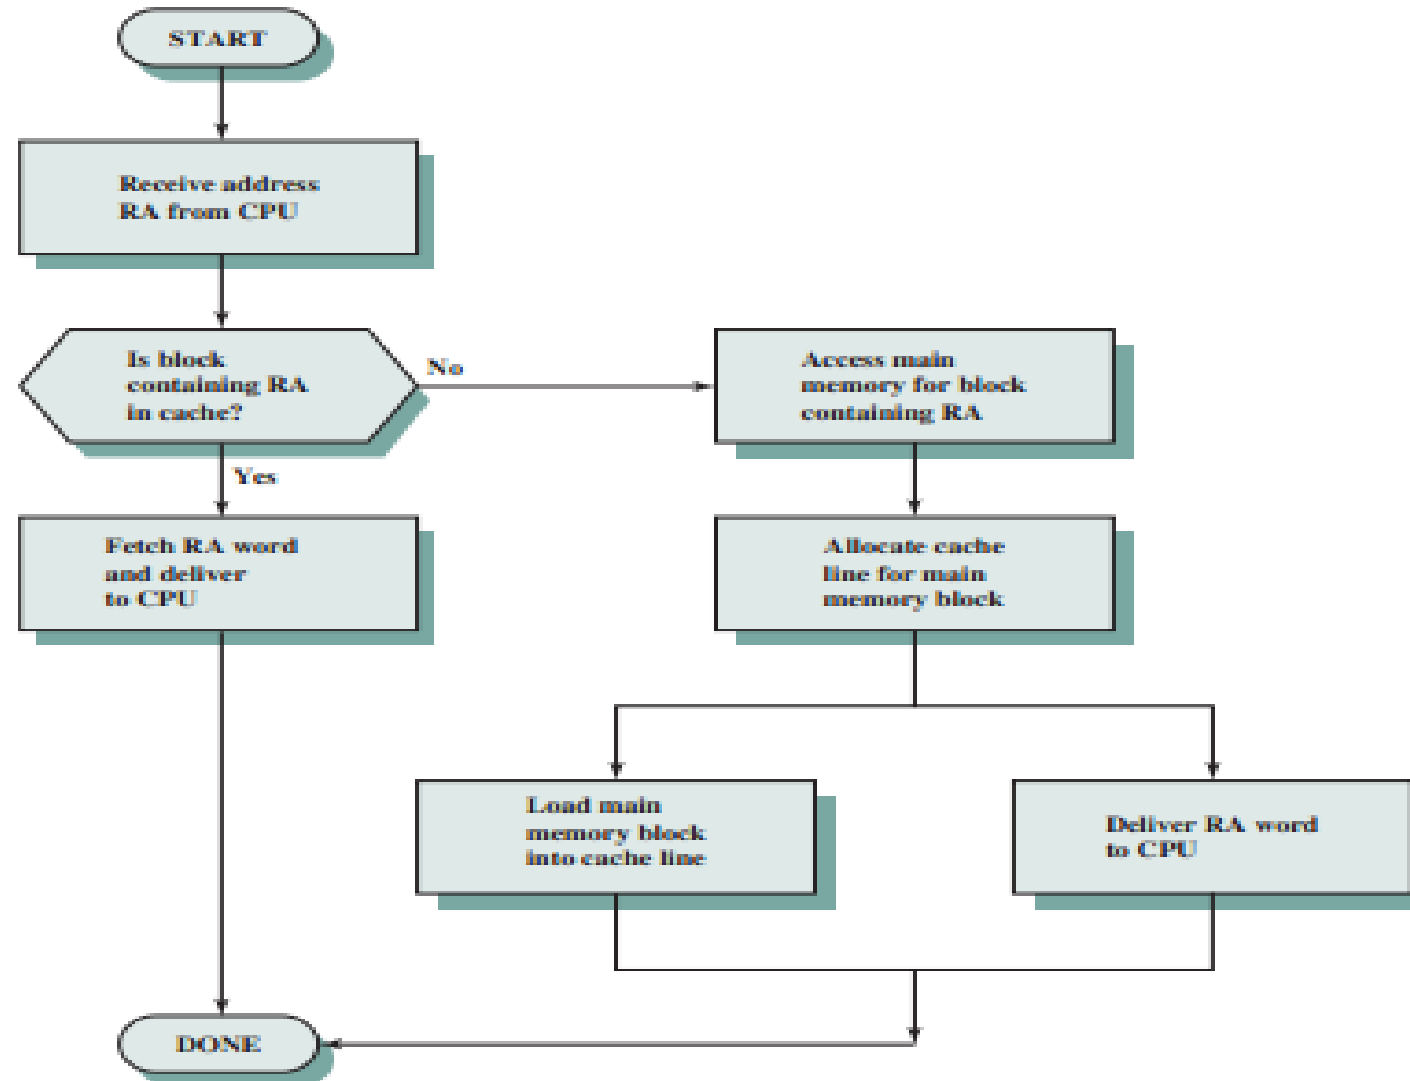 START
Receive address
RA from CPU
Is block
containing RA
in cache?
No
Access main
memory for block
containing RA
Yes
Fetch RA word
and deliver
to CPU
Allocate cache
line for main
memory block
Load main
memory block
into cache line
Deliver RA word
to CPU
DONE